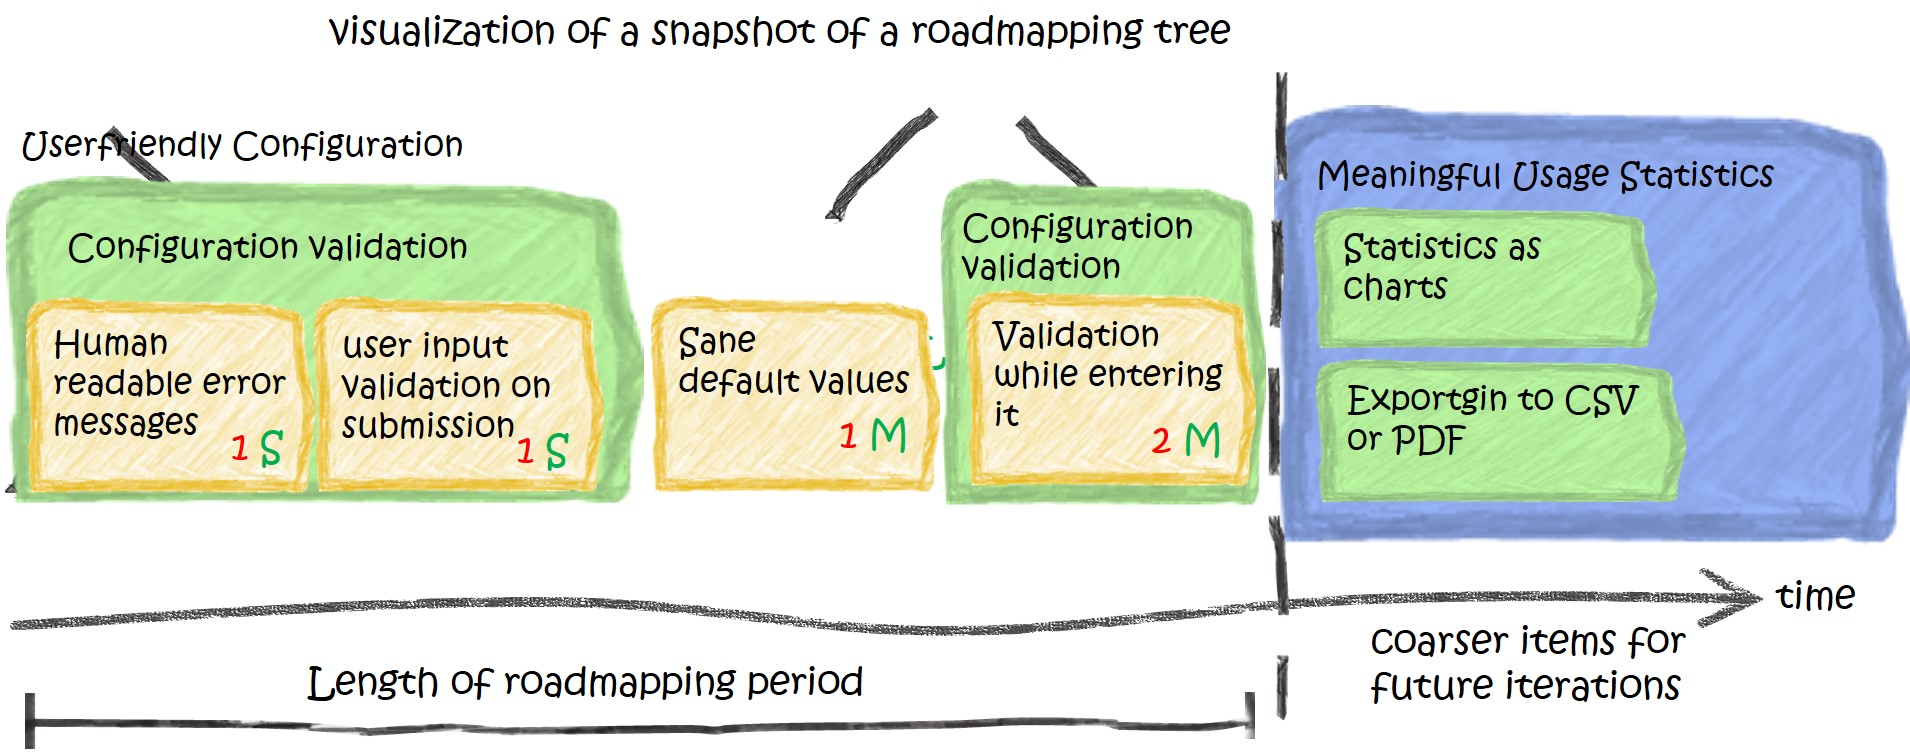 visualization of a snapshot of a roadmapping tree
Userfriendly Configuration
Configuration validation
Human
readable error
messages
1 S
user input
validation on
submission
1 S
Sane
default values
1 M
Configuration
validation
Validation
while entering
it
2 M
Meaningful Usage Statistics
Statistics as
charts
Exportgin to CSV
or PDF
time
coarser items for
future iterations
Length of roadmapping period